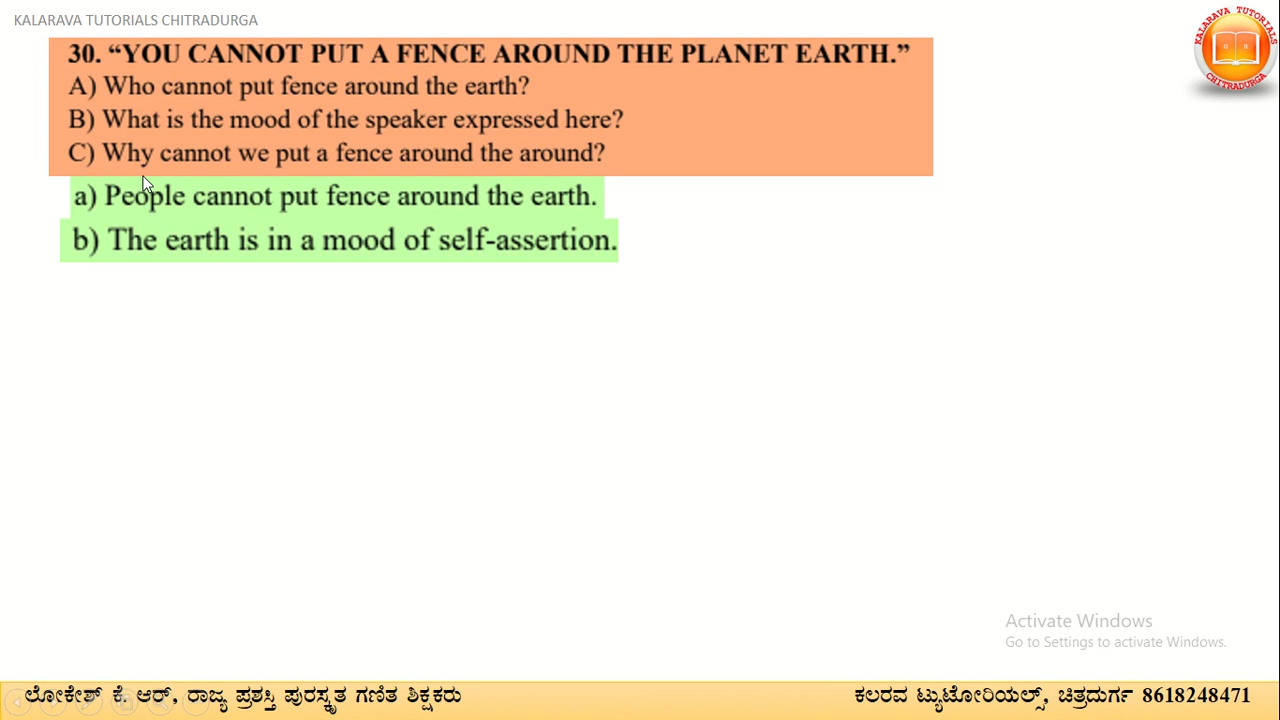 KALARAVA TUTORIALS CHITRADURGA
KALARAVA TUTORIALS
CHITRADURGA
30. “YOU CANNOT PUT A FENCE AROUND THE PLANET EARTH.”
A) Who cannot put fence around the earth?
B) What is the mood of the speaker expressed here?
C) Why cannot we put a fence around the around?
a) People cannot put fence around the earth.
b) The earth is in a mood of self-assertion.
Activate Windows
Go to Settings to activate Windows.
ಲೋಕೇಶ್ ಕೆ ಆರ್, ರಾಜ್ಯ ಪ್ರಶಸ್ತಿ ಪುರಸ್ಕೃತ ಗಣಿತ ಶಿಕ್ಷಕರು
ಕಲರವ ಟ್ಯುಟೋರಿಯಲ್ಸ್, ಚಿತ್ರದುರ್ಗ 8618248471